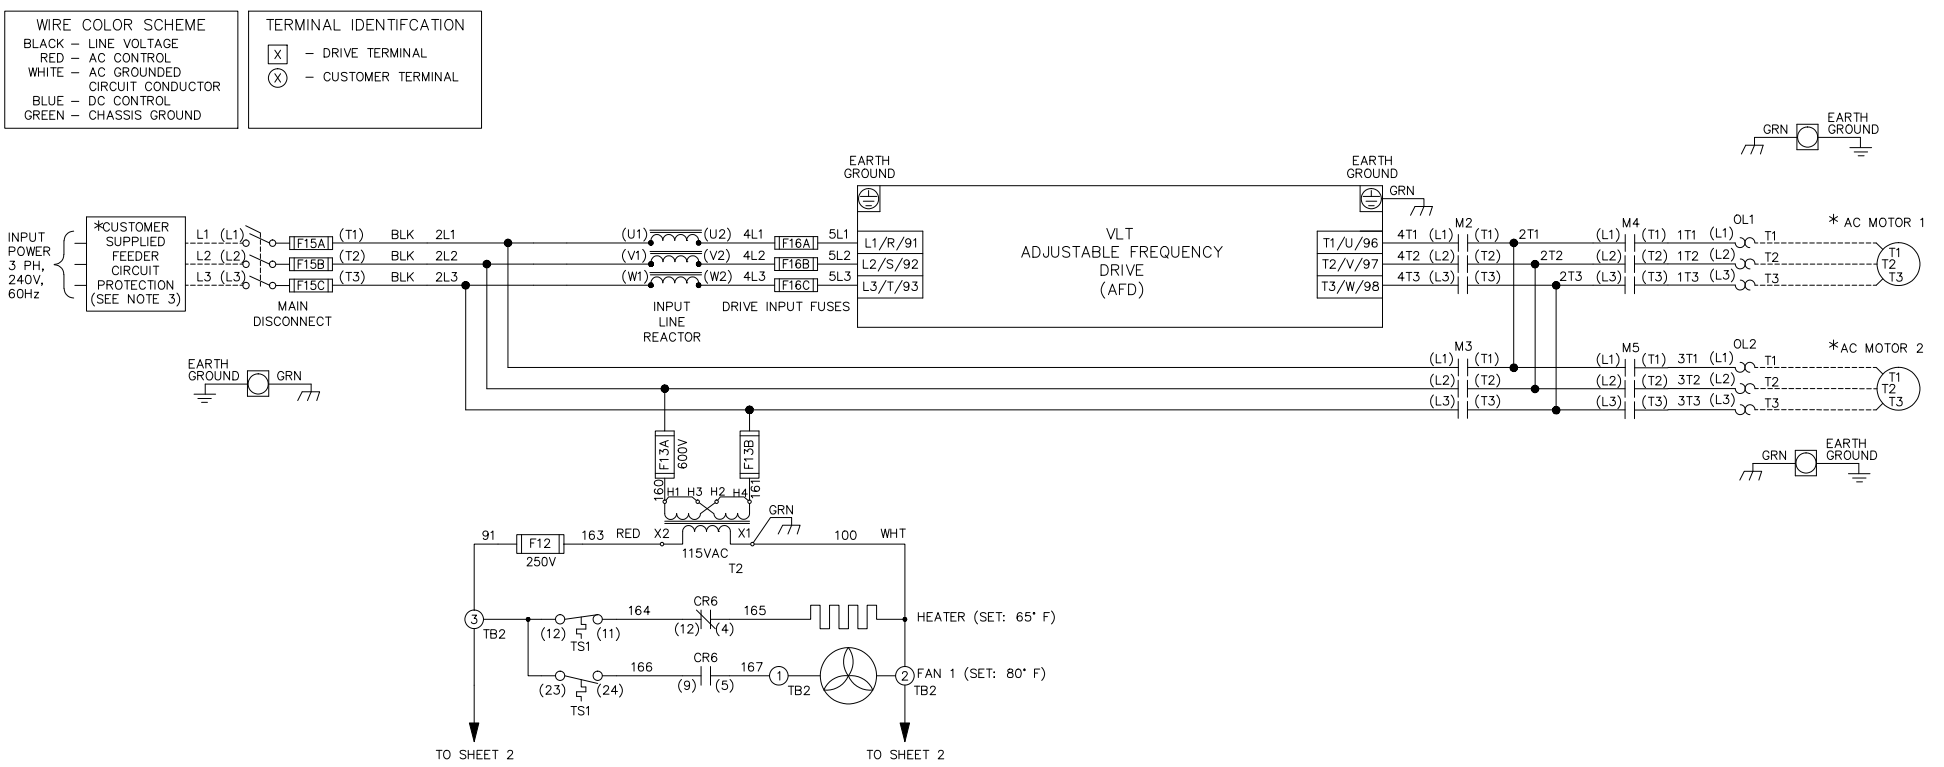 WIRE COLOR SCHEME
BLACK – LINE VOLTAGE
RED – AC CONTROL
WHITE – AC GROUNDED
CIRCUIT CONDUCTOR
BLUE – DC CONTROL
GREEN – CHASSIS GROUND
TERMINAL IDENTIFCATION
X – DRIVE TERMINAL
X – CUSTOMER TERMINAL
GRN
EARTH
GROUND
INPUT
POWER
3 PH,
240V,
60Hz
*CUSTOMER
SUPPLIED
FEEDER
CIRCUIT
PROTECTION
(SEE NOTE 3)
L1 (L1) F15A (T1) BLK 2L1
L2 (L2) F15B (T2) BLK 2L2
L3 (L3) F15C (T3) BLK 2L3
MAIN
DISCONNECT
(U1) (U2) 4L1 F16A 5L1
(V1) (V2) 4L2 F16B 5L2
(W1) (W2) 4L3 F16C 5L3
INPUT
LINE
REACTOR
DRIVE INPUT FUSES
EARTH
GROUND
L1/R/91
L2/S/92
L3/T/93
VLT
ADJUSTABLE FREQUENCY
DRIVE
(AFD)
EARTH
GROUND
GRN
T1/U/96
T2/V/97
T3/W/98
M2
4T1 (L1) (T1) 2T1
4T2 (L2) (T2) 2T2
4T3 (L3) (T3) 2T3
M4
(L1) (T1) 1T1 (L1) T1
(L2) (T2) 1T2 (L2) T2
(L3) (T3) 1T3 (L3) T3
OL1
* AC MOTOR 1
T1
T2
T3
EARTH
GROUND
GRN
M3
(L1) (T1)
(L2) (T2)
(L3) (T3)
M5
(L1) (T1) 3T1 (L1) T1
(L2) (T2) 3T2 (L2) T2
(L3) (T3) 3T3 (L3) T3
OL2
*AC MOTOR 2
T1
T2
T3
GRN
EARTH
GROUND
F13A
600V
F13B
160
161
H1 H3 H2 H4
GRN
91 F12 163 RED X2 X1 100 WHT
250V
115VAC
T2
3
TB2
164 CR6 165
(12) (11) (12) (4)
TS1
HEATER (SET: 65° F)
166 CR6 167
(23) (24) (9) (5)
TS1
1
TB2
2
TB2
FAN 1 (SET: 80° F)
TO SHEET 2
TO SHEET 2